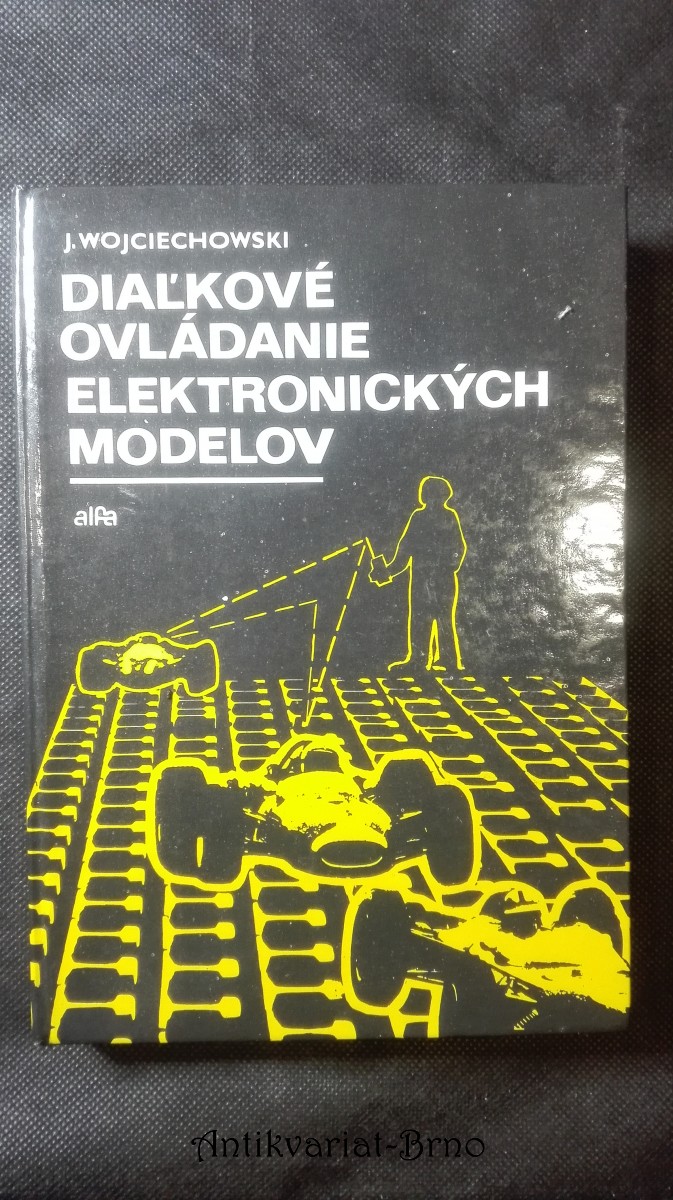 J. WOJCIECHOWSKI
DIAĽKOVÉ
OVLÁDANIE
ELEKTRONICKÝCH
MODELOV
alfa
Antikvariat-Brno